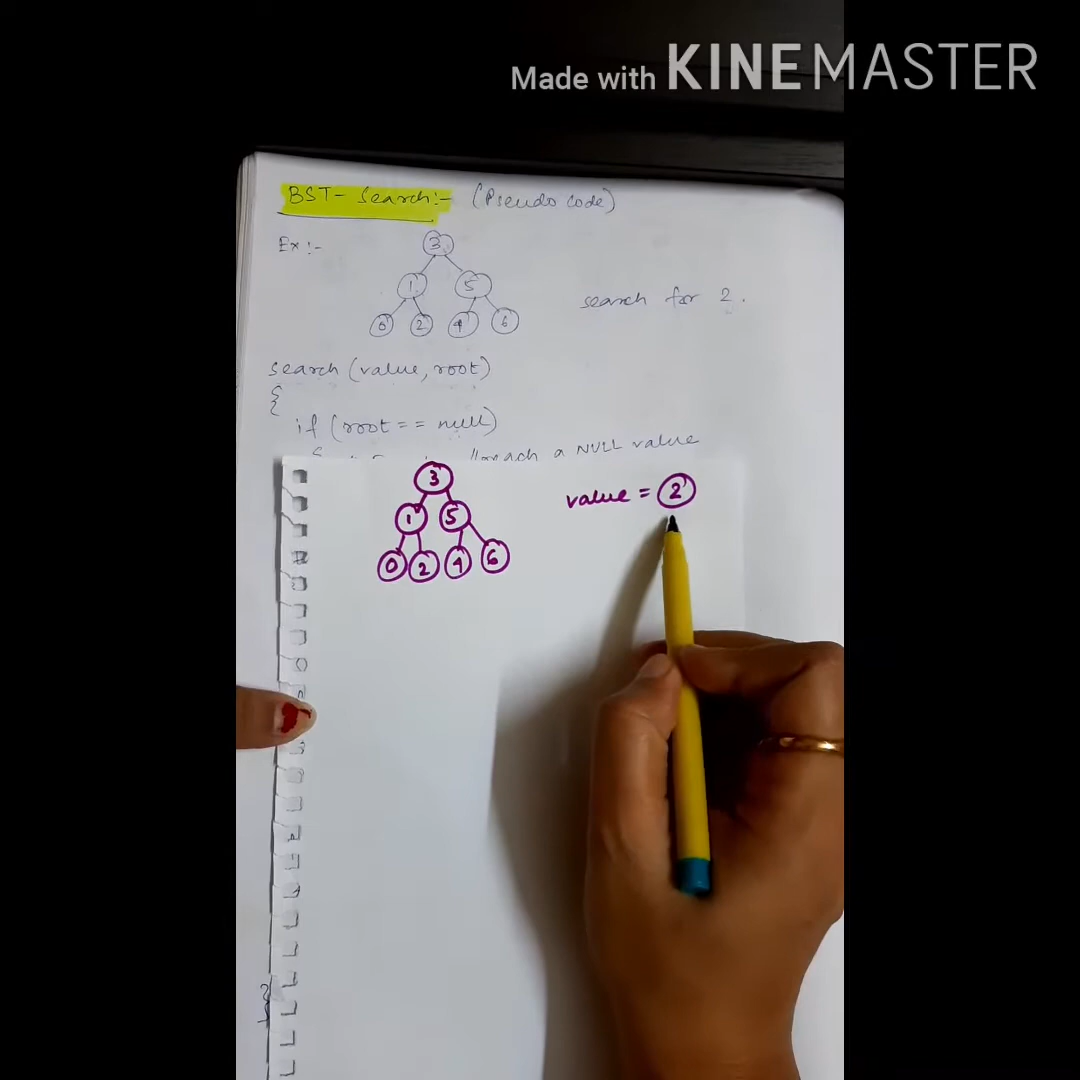 Made with KINEMASTER
BST- Search:- (Pseudo code)
Ex :-
3
1 5
0 2 4 6
search for 2.
search (value, root)
{
if (root == null)
{ //reach a NULL value
3
1 5
0 2 4 6
value = 2